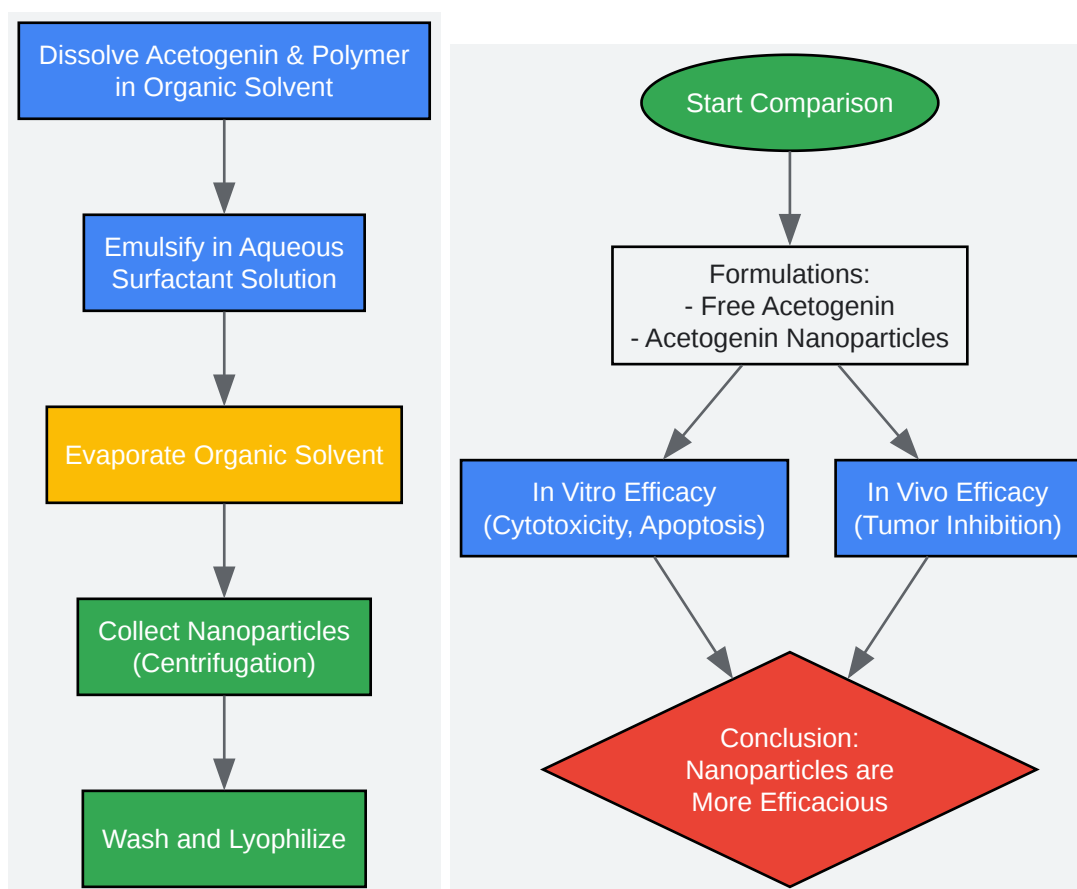 Dissolve Acetogenin & Polymer
in Organic Solvent
Emulsify in Aqueous
Surfactant Solution
Evaporate Organic Solvent
Collect Nanoparticles
(Centrifugation)
Wash and Lyophilize
Start Comparison
Formulations:
- Free Acetogenin
- Acetogenin Nanoparticles
In Vitro Efficacy
(Cytotoxicity, Apoptosis)
In Vivo Efficacy
(Tumor Inhibition)
Conclusion:
Nanoparticles are
More Efficacious